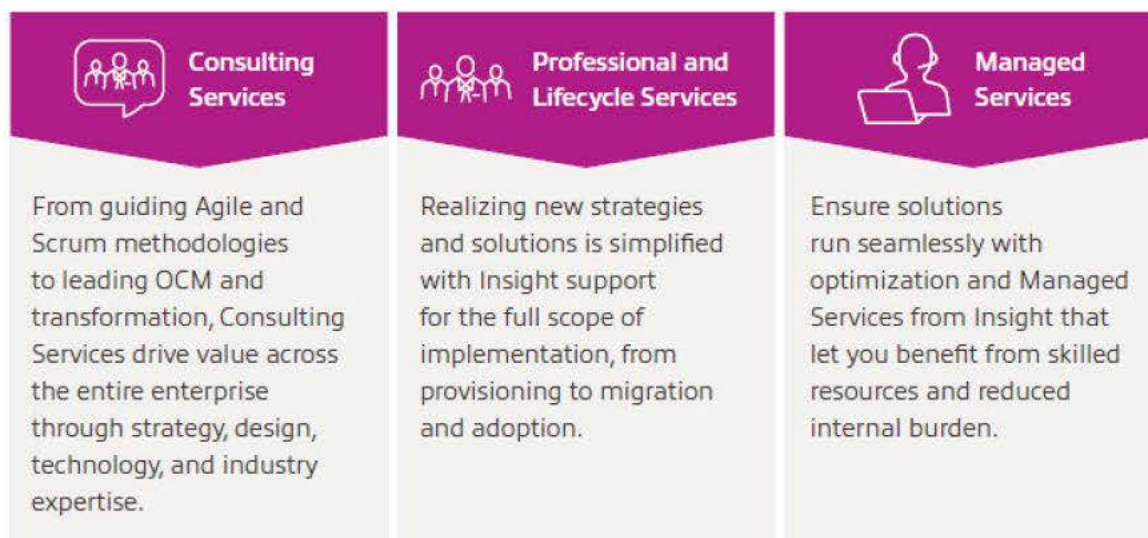 Consulting
Services
From guiding Agile and
Scrum methodologies
to leading OCM and
transformation, Consulting
Services drive value across
the entire enterprise
through strategy, design,
technology, and industry
expertise.
Professional and
Lifecycle Services
Realizing new strategies
and solutions is simplified
with Insight support
for the full scope of
implementation, from
provisioning to migration
and adoption.
Managed
Services
Ensure solutions
run seamlessly with
optimization and Managed
Services from Insight that
let you benefit from skilled
resources and reduced
internal burden.